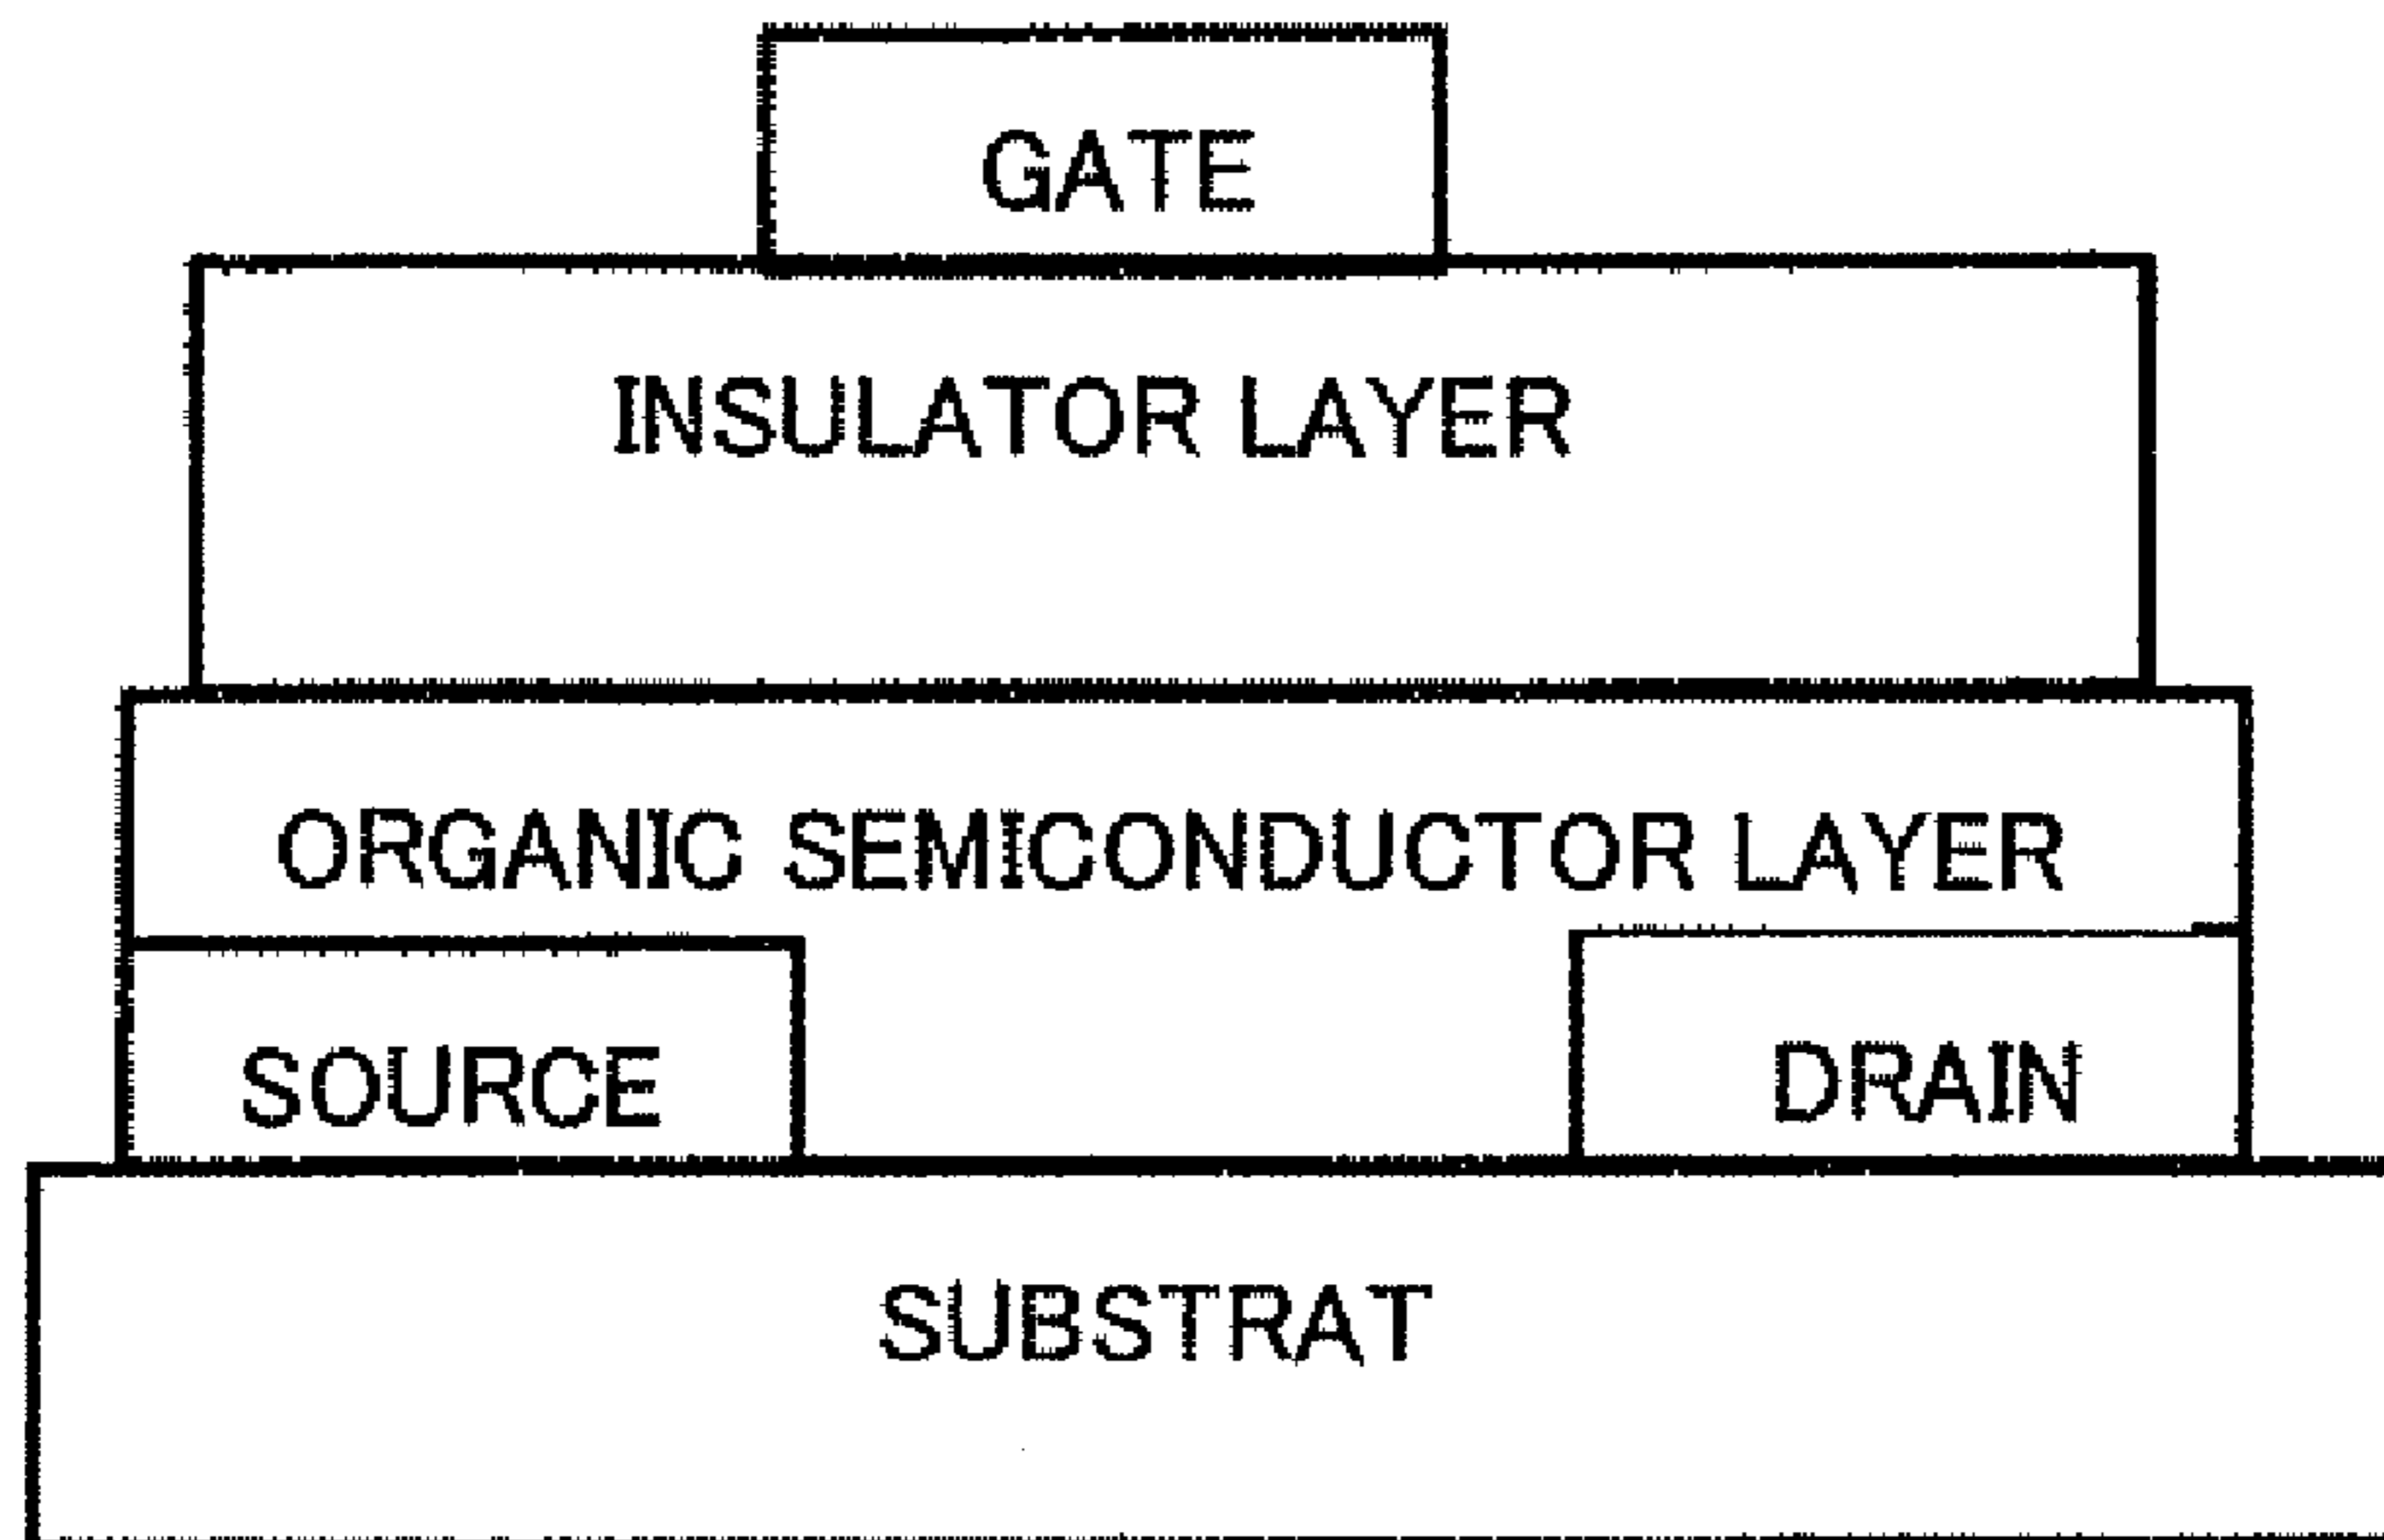 GATE
INSULATOR LAYER
ORGANIC SEMICONDUCTOR LAYER
SOURCE
DRAIN
SUBSTRAT